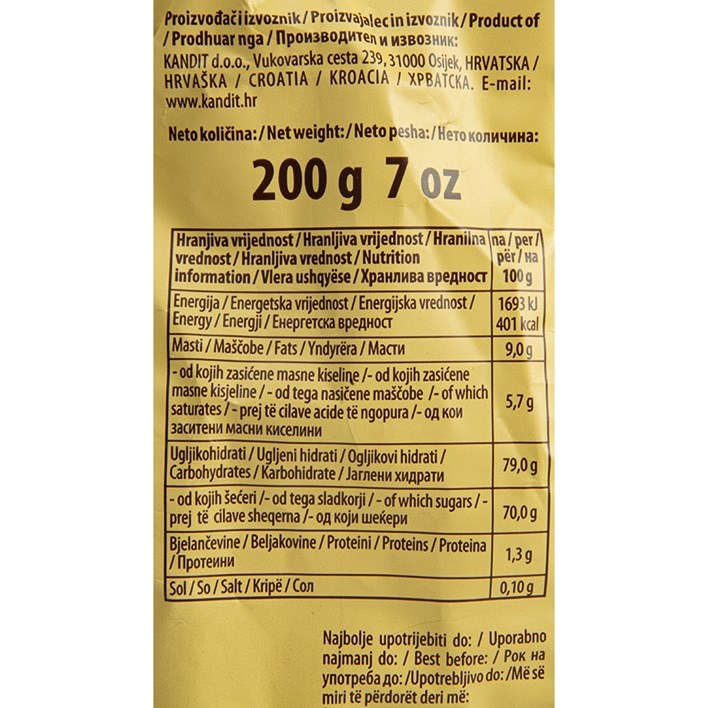 Proizvođač i izvoznik / Proizvajalec in izvoznik / Product of
/ Prodhuar nga / Производител и извозник:
KANDIT d.o.o., Vukovarska cesta 239, 31000 Osijek, HRVATSKA /
HRVAŠKA / CROATIA / KROACIA / ХРВАТСКА. E-mail:
www.kandit.hr
Neto količina: / Net weight: / Neto pesha: / Нето количина:
200 g 7 oz
Hranjiva vrijednost / Hranljiva vrijednost / Hranilna
vrednost / Hranljiva vrednost / Nutrition
information / Vlera ushqyëse / Хранлива вредност
na / per /
për / на
100 g
Energija / Energetska vrijednost / Energijska vrednost /
Energy / Energji / Енергетска вредност
1693 kJ
401 kcal
Masti / Maščobe / Fats / Yndyrëra / Масти
9,0 g
- od kojih zasićene masne kiseline /- od kojih zasićene
masne kisjeline / - od tega nasičene maščobe /- of which
saturates / - prej të cilave acide të ngopura /- од кои
заситени масни киселини
5,7 g
Ugljikohidrati / Ugljeni hidrati / Ogljikovi hidrati /
Carbohydrates / Karbohidrate / Јаглени хидрати
79,0 g
- od kojih šećeri /- od tega sladkorji / - of which sugars / -
prej të cilave sheqerna /- од који шеќери
70,0 g
Bjelančevine / Beljakovine / Proteini / Proteins / Proteina
/ Протеини
1,3 g
Sol / So / Salt / Kripë / Сол
0,10 g
Najbolje upotrijebiti do: / Uporabno
najmanj do: / Best before: / Рок на
употреба до: /Upotrebljivo do: /Më së
miri të përdorët deri më: